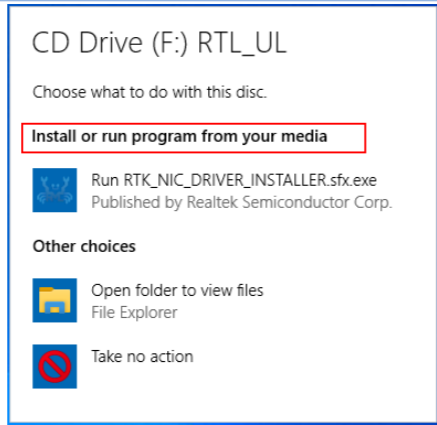 CD Drive (F:) RTL_UL
Choose what to do with this disc.
Install or run program from your media
Run RTK_NIC_DRIVER_INSTALLER.sfx.exe
Published by Realtek Semiconductor Corp.
Other choices
Open folder to view files
File Explorer
Take no action